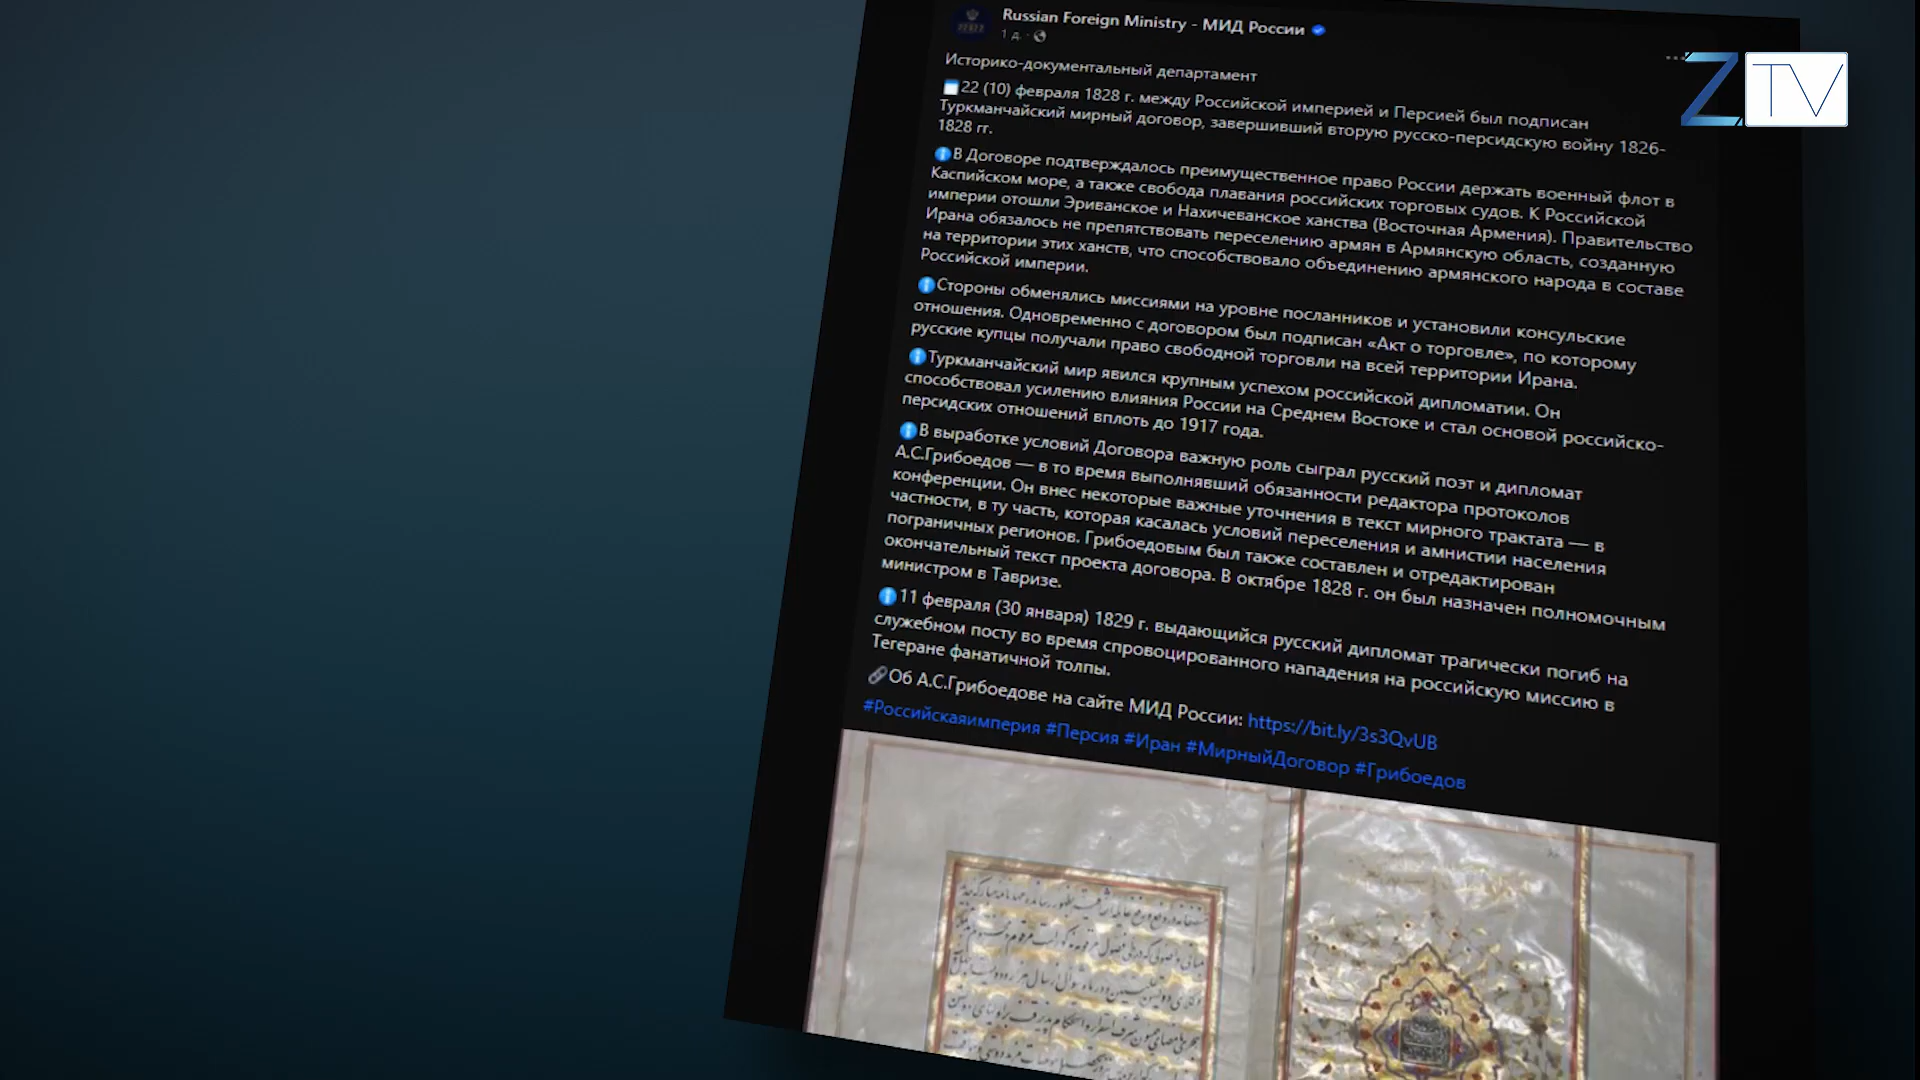 Russian Foreign Ministry - МИД России
1 д. ·
ZTV
Историко-документальный департамент
22 (10) февраля 1828 г. между Российской империей и Персией был подписан
Туркманчайский мирный договор, завершивший вторую русско-персидскую войну 1826-
1828 гг.
В Договоре подтверждалось преимущественное право России держать военный флот в
Каспийском море, а также свобода плавания российских торговых судов. К Российской
империи отошли Эриванское и Нахичеванское ханства (Восточная Армения). Правительство
Ирана обязалось не препятствовать переселению армян в Армянскую область, созданную
на территории этих ханств, что способствовало объединению армянского народа в составе
Российской империи.
Стороны обменялись миссиями на уровне посланников и установили консульские
отношения. Одновременно с договором был подписан «Акт о торговле», по которому
русские купцы получали право свободной торговли на всей территории Ирана.
Туркманчайский мир явился крупным успехом российской дипломатии. Он
способствовал усилению влияния России на Среднем Востоке и стал основой российско-
персидских отношений вплоть до 1917 года.
В выработке условий Договора важную роль сыграл русский поэт и дипломат
А.С.Грибоедов — в то время выполнявший обязанности редактора протоколов
конференции. Он внес некоторые важные уточнения в текст мирного трактата — в
частности, в ту часть, которая касалась условий переселения и амнистии населения
пограничных регионов. Грибоедовым был также составлен и отредактирован
окончательный текст проекта договора. В октябре 1828 г. он был назначен полномочным
министром в Тавризе.
11 февраля (30 января) 1829 г. выдающийся русский дипломат трагически погиб на
служебном посту во время спровоцированного нападения на российскую миссию в
Тегеране фанатичной толпы.
Об А.С.Грибоедове на сайте МИД России: https://bit.ly/3s3QvUB
#Российскаяимперия #Персия #Иран #МирныйДоговор #Грибоедов